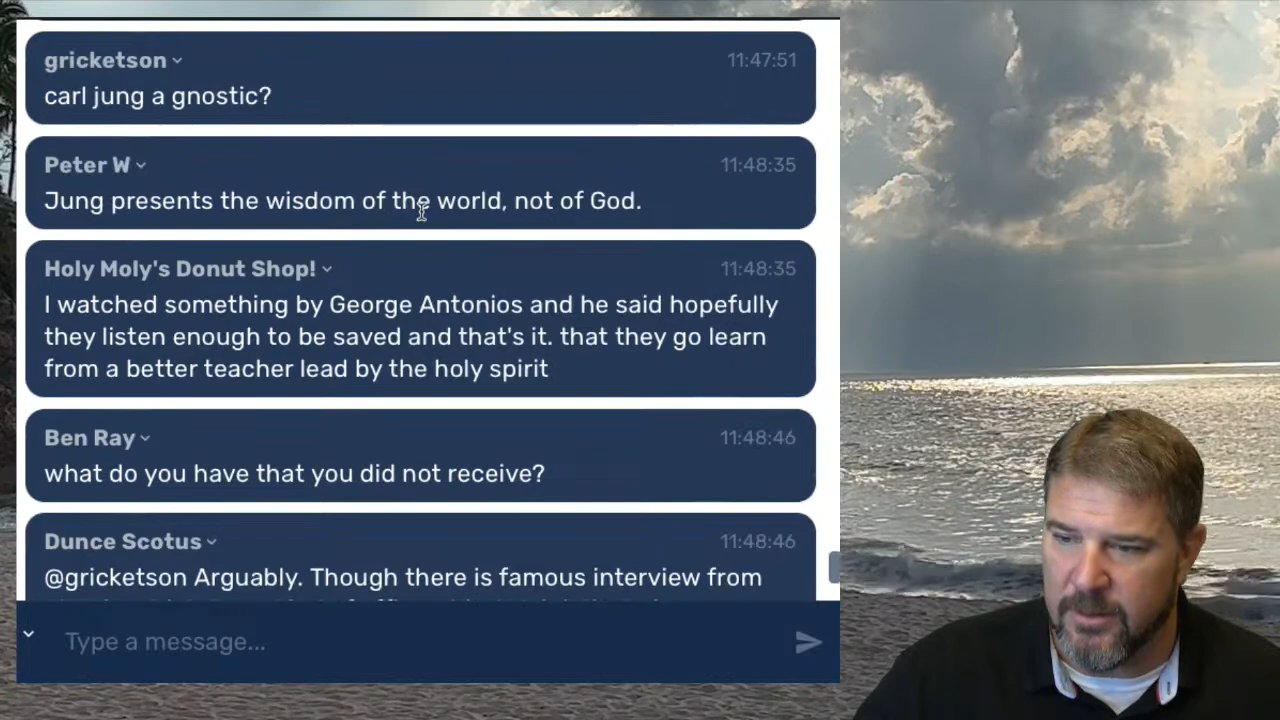 gricketson 11:47:51
carl jung a gnostic?
Peter W 11:48:35
Jung presents the wisdom of the world, not of God.
Holy Moly's Donut Shop! 11:48:35
I watched something by George Antonios and he said hopefully
they listen enough to be saved and that's it. that they go learn
from a better teacher lead by the holy spirit
Ben Ray 11:48:46
what do you have that you did not receive?
Dunce Scotus 11:48:46
@gricketson Arguably. Though there is famous interview from
Type a message...